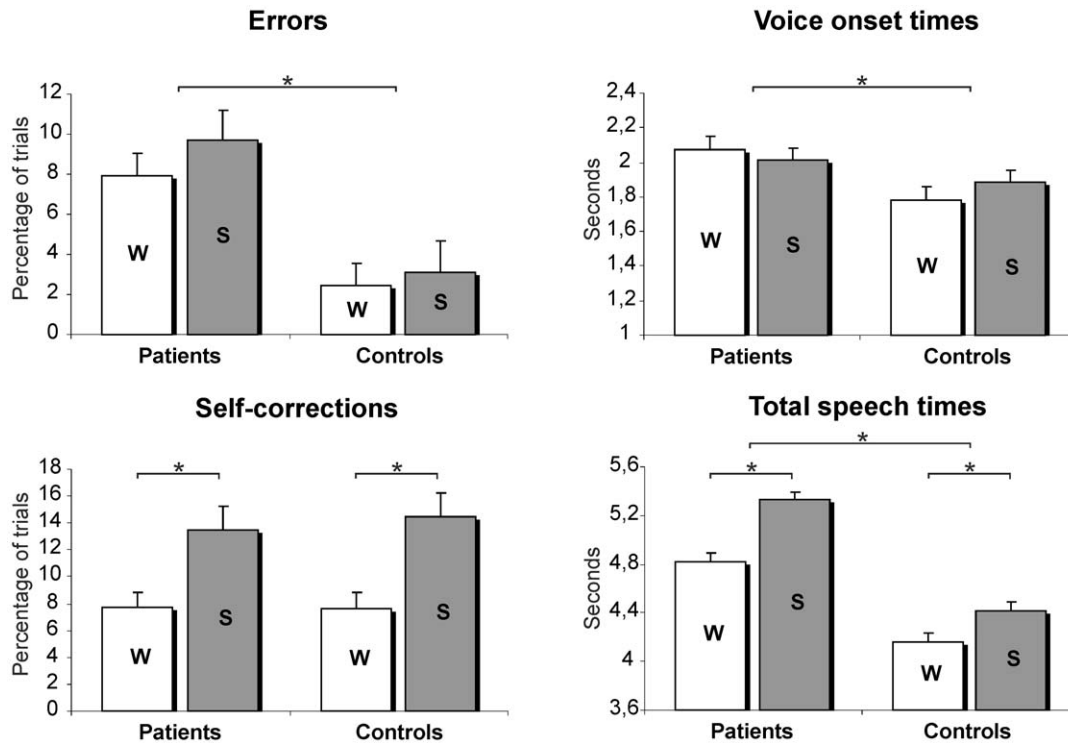 Errors
*
Percentage of trials
12
10
8
6
4
2
0
W
S
W
S
Patients
Controls
Voice onset times
*
Seconds
2,4
2,2
2
1,8
1,6
1,4
1,2
1
W
S
W
S
Patients
Controls
Self-corrections
*
*
Percentage of trials
18
16
14
12
10
8
6
4
2
0
W
S
W
S
Patients
Controls
Total speech times
*
*
*
Seconds
5,6
5,2
4,8
4,4
4
3,6
W
S
W
S
Patients
Controls